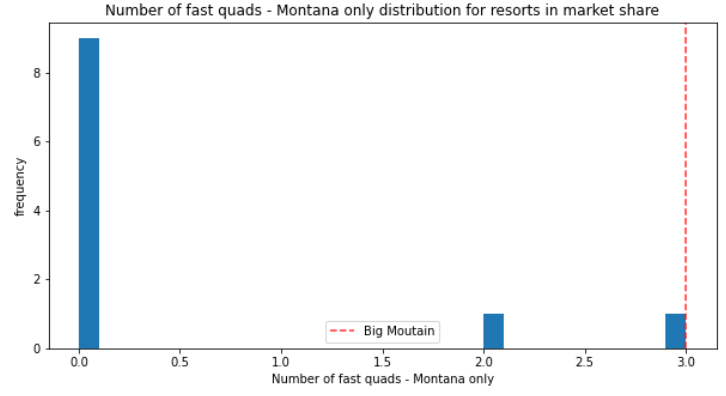 Number of fast quads - Montana only distribution for resorts in market share
frequency
8
6
4
2
0
0.0 0.5 1.0 1.5 2.0 2.5 3.0
Big Moutain
Number of fast quads - Montana only